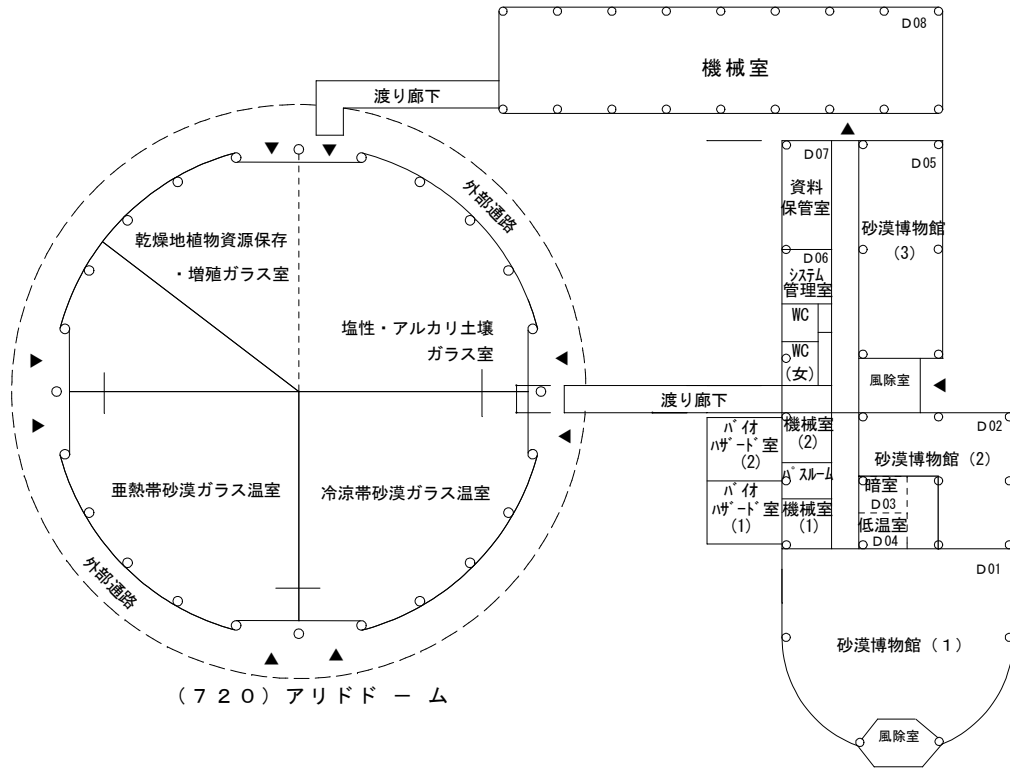 D08
機械室
渡り廊下
外部通路
乾燥地植物資源保存
・増殖ガラス室
塩性・アルカリ土壌
ガラス室
亜熱帯砂漠ガラス温室
冷涼帯砂漠ガラス温室
外部通路
(720)アリドドーム
渡り廊下
D07
資料
保管室
D06
システム
管理室
WC
WC
(女)
D05
砂漠博物館
(3)
風除室
バイオ
ハザード室
(2)
バイオ
ハザード室
(1)
機械室
(2)
パスルーム
機械室
(1)
D02
砂漠博物館(2)
暗室
D03
低温室
D04
D01
砂漠博物館(1)
風除室